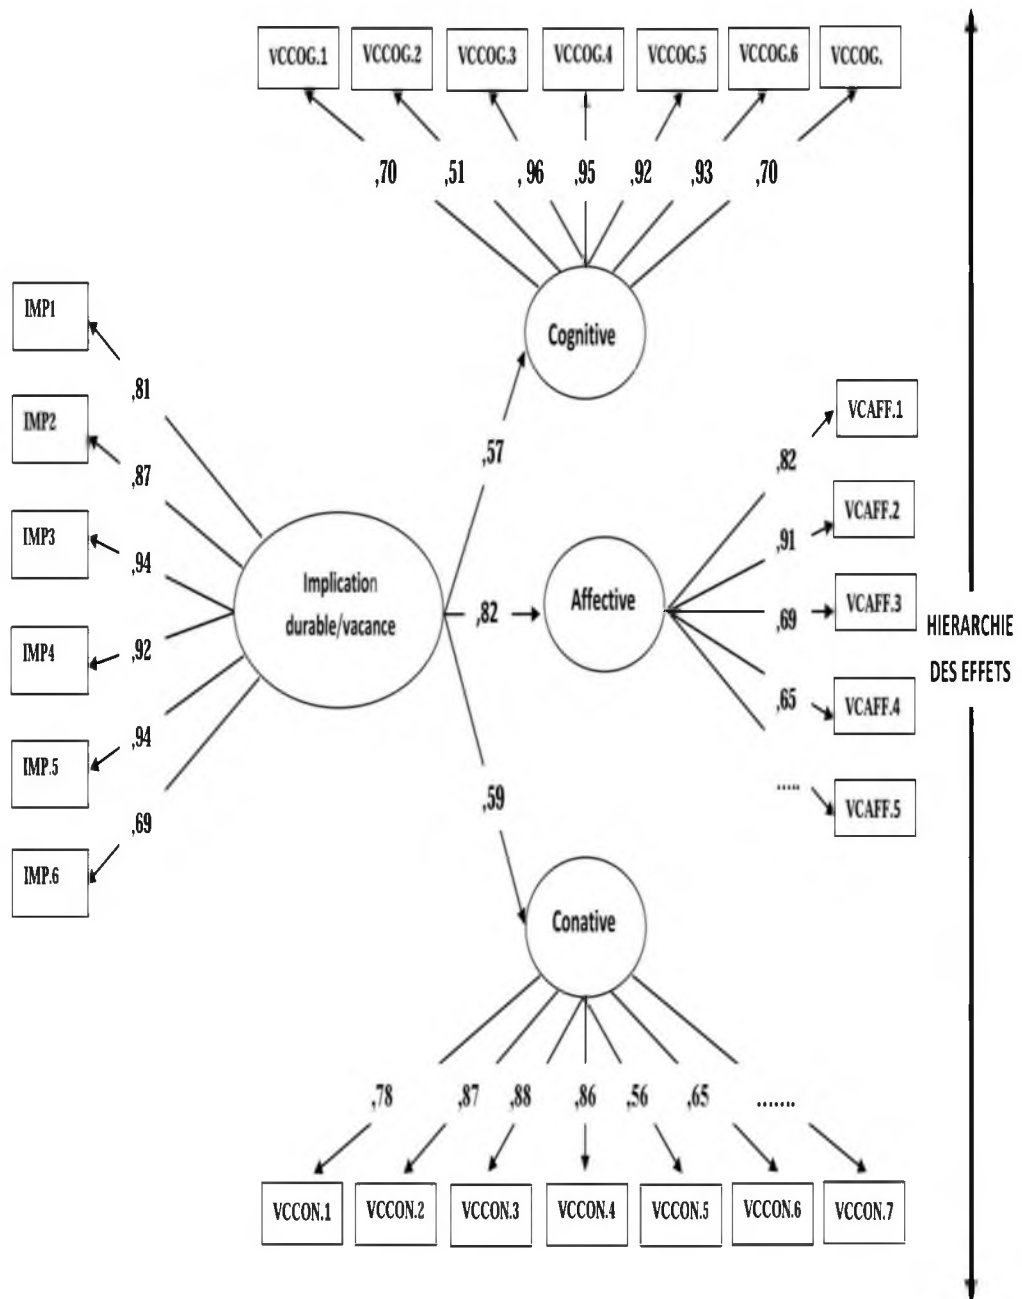 VCCOG.1 VCCOG.2 VCCOG.3 VCCOG.4 VCCOG.5 VCCOG.6 VCCOG.
,70 ,51 ,96 ,95 ,92 ,93 ,70
Cognitive
IMP1
,81
IMP2
,87
IMP3
,94
IMP4
,92
IMP.5
,94
IMP.6
,69
Implication
durable/vacance
,57
,82
,59
Affective
VCAFF.1
,82
VCAFF.2
,91
VCAFF.3
,69
VCAFF.4
,65
VCAFF.5
.....
HIERARCHIE
DES EFFETS
Conative
,78 ,87 ,88 ,86 ,56 ,65 .......
VCCON.1 VCCON.2 VCCON.3 VCCON.4 VCCON.5 VCCON.6 VCCON.7